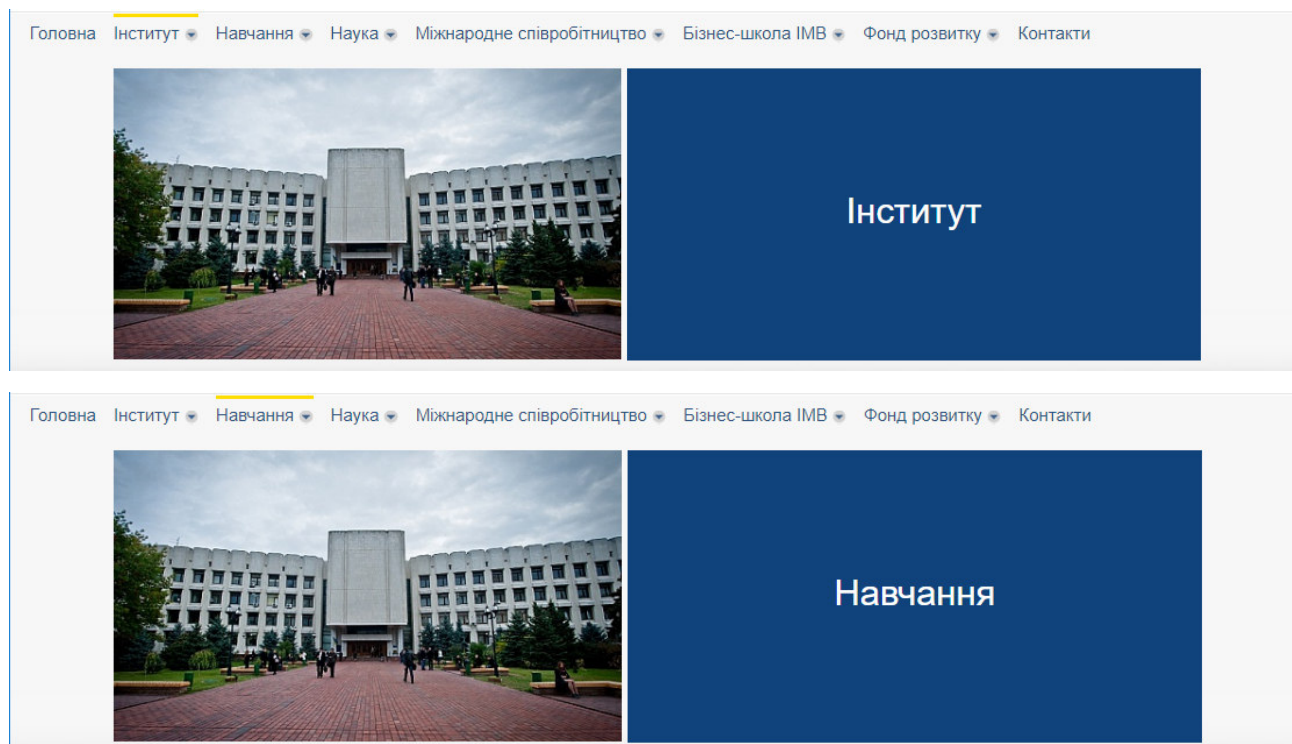 Головна Інститут Навчання Наука Міжнародне співробітництво Бізнес-школа ІМВ Фонд розвитку Контакти
Інститут
Головна Інститут Навчання Наука Міжнародне співробітництво Бізнес-школа ІМВ Фонд розвитку Контакти
Навчання